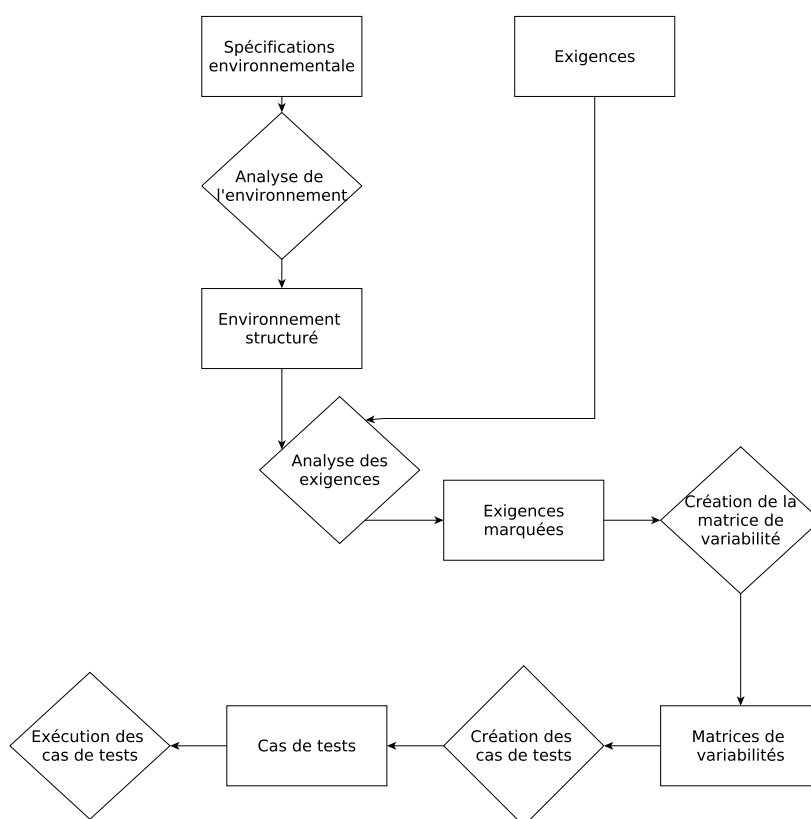 Spécifications
environnementale
Exigences
Analyse de
l'environnement
Environnement
structuré
Analyse des
exigences
Exigences
marquées
Création de la
matrice de
variabilité
Exécution des
cas de tests
Cas de tests
Création des
cas de tests
Matrices de
variabilités